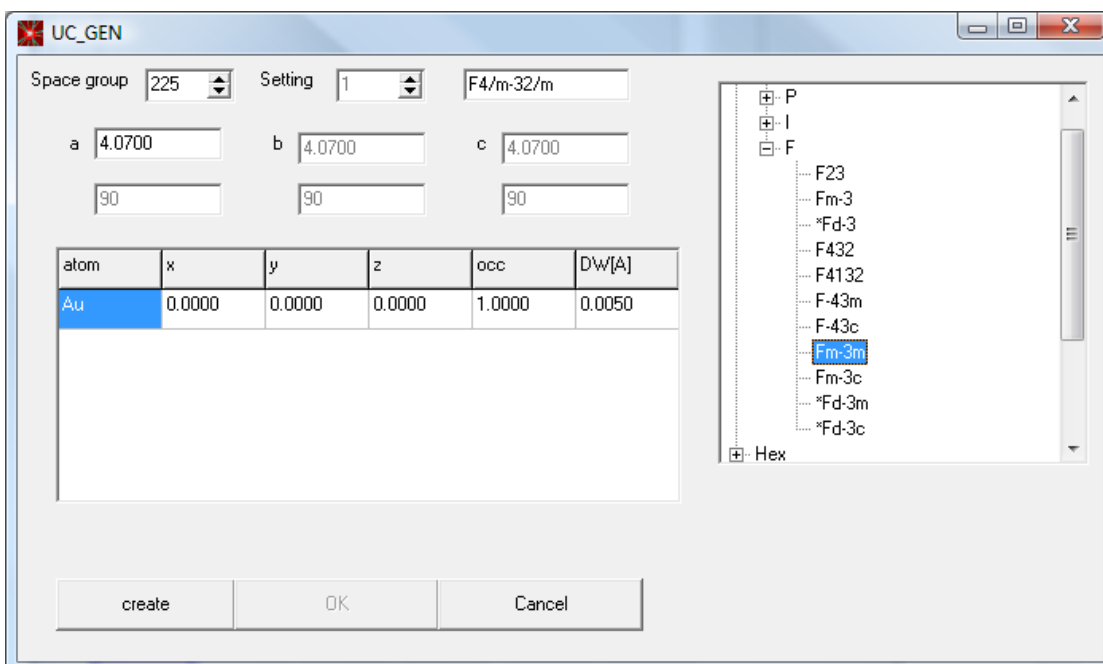 UC_GEN
Space group 225 Setting 1 F4/m-32/m
a 4.0700 b 4.0700 c 4.0700
90 90 90
atom x y z occ DW[A]
Au 0.0000 0.0000 0.0000 1.0000 0.0050
create OK Cancel
P
I
F
F23
Fm-3
*Fd-3
F432
F4132
F-43m
F-43c
Fm-3m
Fm-3c
*Fd-3m
*Fd-3c
Hex